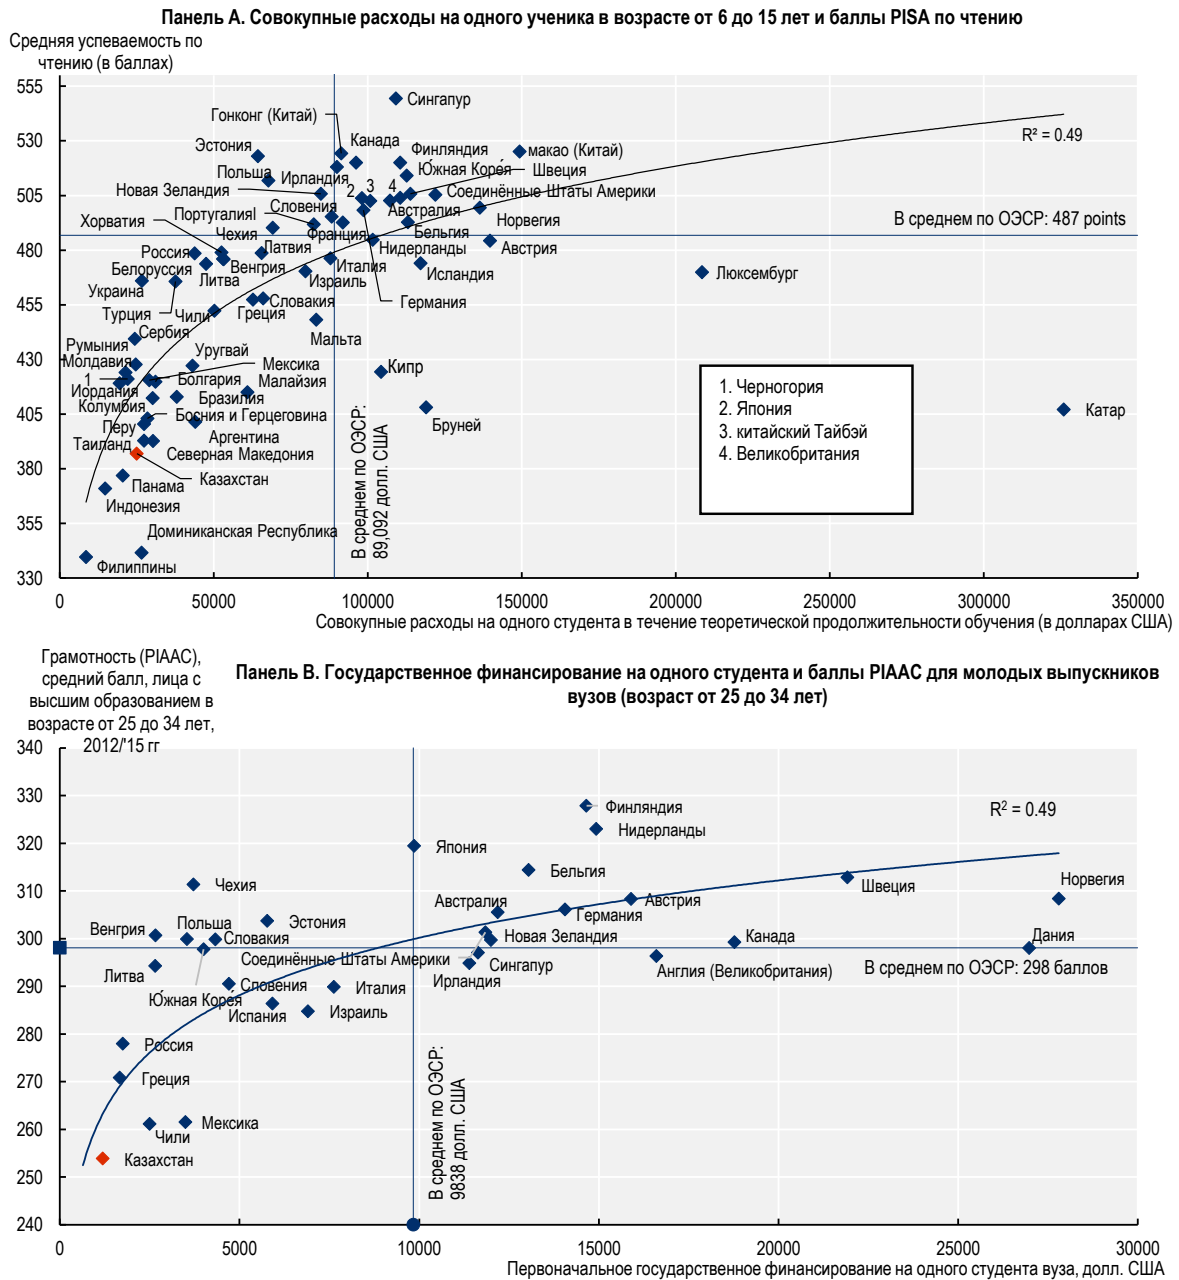 Панель A. Совокупные расходы на одного ученика в возрасте от 6 до 15 лет и баллы PISA по чтению
Средняя успеваемость по
чтению (в баллах)
555
530
505
480
455
430
405
380
355
330
Сингапур
Гонконг (Китай)
R² = 0.49
Эстония
Канада
Финляндия
макао (Китай)
Польша
Ирландия
Южная Корея
Швеция
Новая Зеландия
2
3
4
Соединённые Штаты Америки
Словения
Хорватия
Португалиял
Австралия
Норвегия
В среднем по ОЭСР: 487 points
Чехия
Франция
Бельгия
Россия
Латвия
Нидерланды
Австрия
Белоруссия
Венгрия
Италия
Исландия
Люксембург
Украина
Литва
Израиль
Турция
Чили
Греция
Словакия
Германия
Сербия
Мальта
Румыния
Уругвай
Молдавия
Мексика
Кипр
1
Болгария
Малайзия
Иордания
Колумбия
Бразилия
Босния и Герцеговина
Перу
Бруней
Катар
Таиланд
Аргентина
Северная Македония
Казахстан
Панама
Индонезия
Доминиканская Республика
Филиппины
В среднем по ОЭСР:
89,092 долл. США
1. Черногория
2. Япония
3. китайский Тайбэй
4. Великобритания
0
50000
100000
150000
200000
250000
300000
350000
Совокупные расходы на одного студента в течение теоретической продолжительности обучения (в долларах США)
Грамотность (PIAAC),
средний балл, лица с
высшим образованием в
возрасте от 25 до 34 лет,
2012/'15 гг
Панель B. Государственное финансирование на одного студента и баллы PIAAC для молодых выпускников
вузов (возраст от 25 до 34 лет)
340
330
320
310
300
290
280
270
260
250
240
Финляндия
R² = 0.49
Нидерланды
Япония
Бельгия
Чехия
Швеция
Норвегия
Австралия
Австрия
Польша
Эстония
Германия
Венгрия
Словакия
Новая Зеландия
Канада
Дания
Соединённые Штаты Америки
Сингапур
Литва
Ирландия
Англия (Великобритания)
В среднем по ОЭСР: 298 баллов
Южная Корея
Словения
Италия
Испания
Израиль
Россия
Греция
Мексика
Чили
Казахстан
В среднем по ОЭСР:
9838 долл. США
0
5000
10000
15000
20000
25000
30000
Первоначальное государственное финансирование на одного студента вуза, долл. США